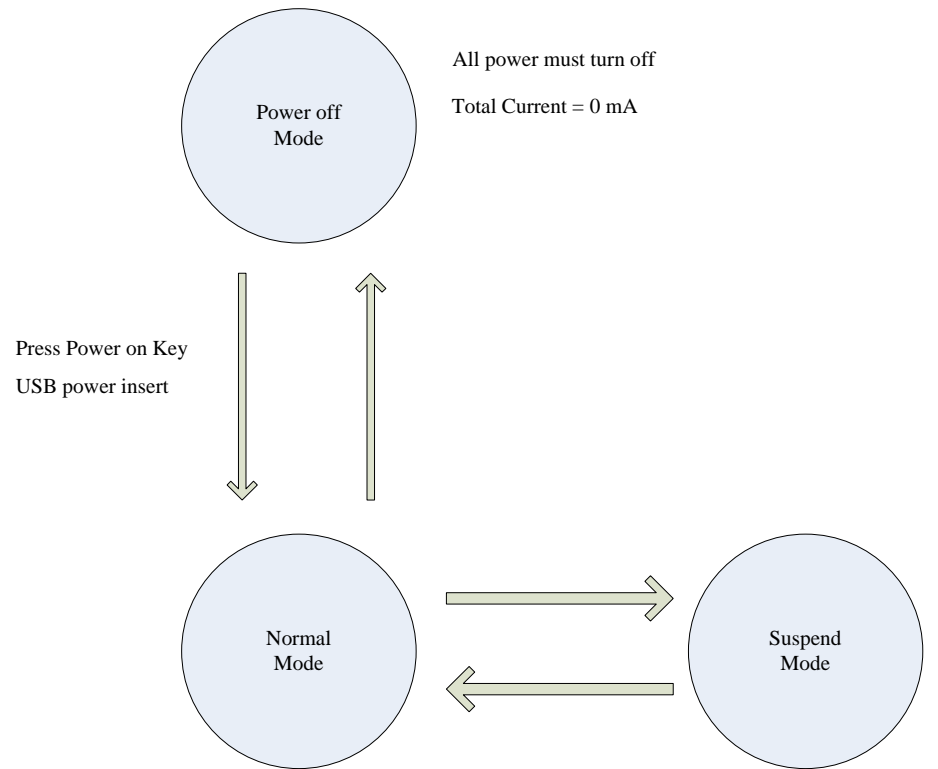 Power off
Mode
All power must turn off
Total Current = 0 mA
Press Power on Key
USB power insert
Normal
Mode
Suspend
Mode